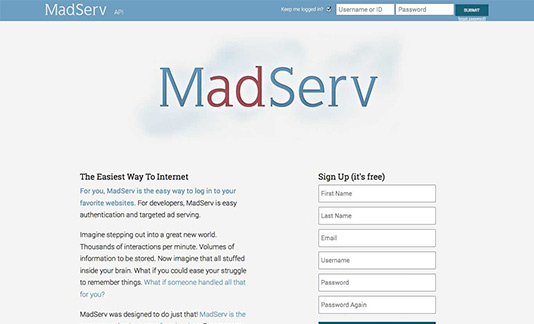 MadServ API Keep me logged in? Username or ID Password SUBMIT
MadServ
The Easiest Way To Internet
For you, MadServ is the easy way to log in to your
favorite websites. For developers, MadServ is easy
authentication and targeted ad serving.
Imagine stepping out into a great new world.
Thousands of interactions per minute. Volumes of
information to be stored. Now imagine that all stuffed
inside your brain. What if you could ease your struggle
to remember things. What if someone handled all that
for you?
MadServ was designed to do just that! MadServ is the
Sign Up (it's free)
First Name
Last Name
Email
Username
Password
Password Again